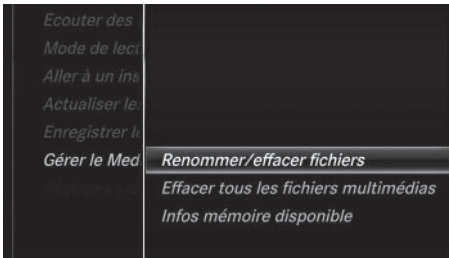 Ecouter des
Mode de lect
Aller à un ins
Actualiser le
Enregistrer le
Gérer le Med
Renommer/effacer fichiers
Effacer tous les fichiers multimédias
Infos mémoire disponible